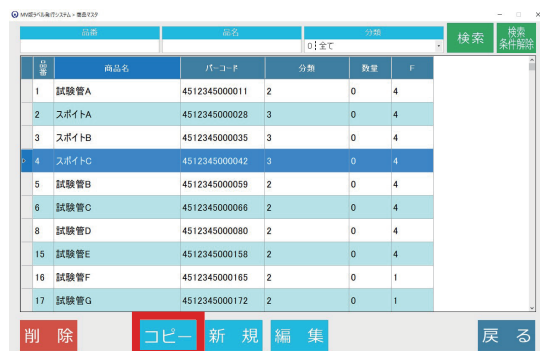 MV版ラベル発行システム - 商品マスタ
品番 品名 分類
0 全て
検索
検索
条件解除
品番 商品名 バーコード 分類 数量 F
1 試験管A 4512345000011 2 0 4
2 スポイトA 4512345000028 3 0 4
3 スポイトB 4512345000035 3 0 4
4 スポイトC 4512345000042 3 0 4
5 試験管B 4512345000059 2 0 4
6 試験管C 4512345000066 2 0 4
8 試験管D 4512345000080 2 0 4
15 試験管E 4512345000158 2 0 4
16 試験管F 4512345000165 2 0 1
17 試験管G 4512345000172 2 0 1
削除 コピー 新規 編集 戻る